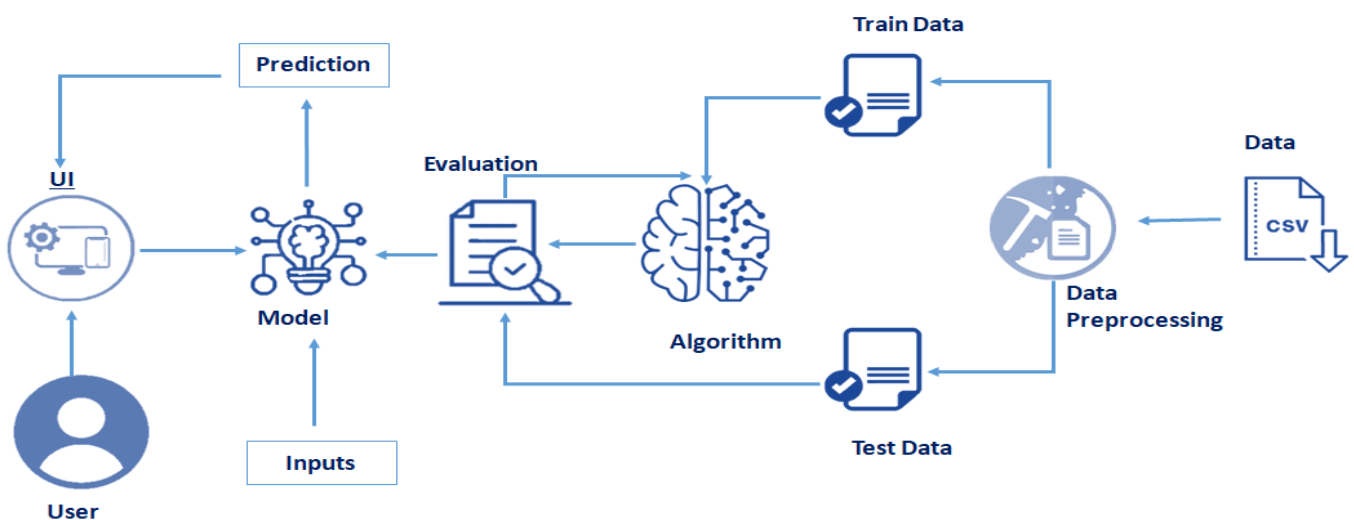 Train Data
Prediction
Data
Evaluation
UI
CSV
Data
Preprocessing
Model
Algorithm
Test Data
Inputs
User